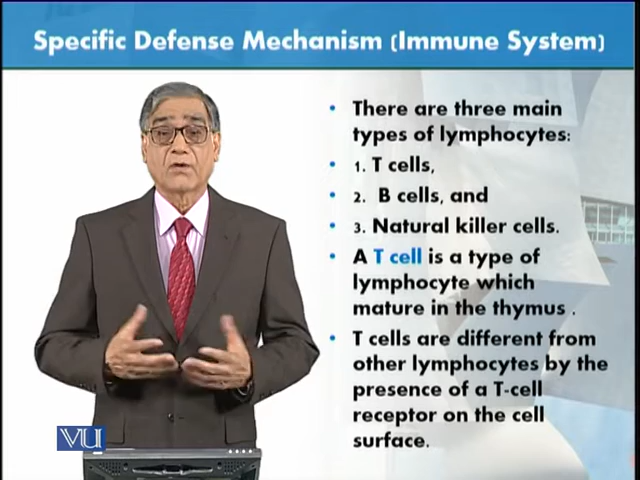 Specific Defense Mechanism (Immune System)
• There are three main
types of lymphocytes:
• 1. T cells,
• 2. B cells, and
• 3. Natural killer cells.
• A T cell is a type of
lymphocyte which
mature in the thymus .
• T cells are different from
other lymphocytes by the
presence of a T-cell
receptor on the cell
surface.
VU